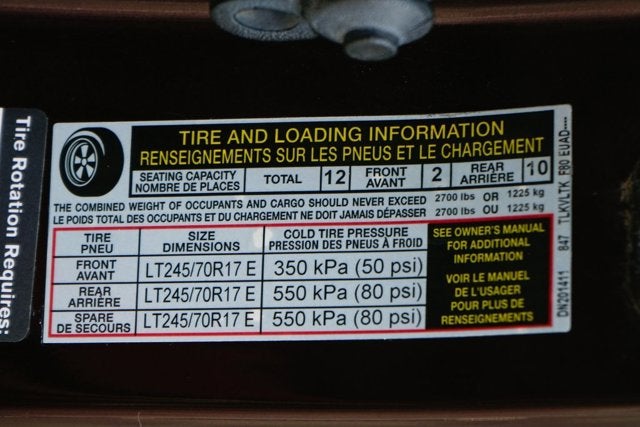 Tire Rotation Requires:
TIRE AND LOADING INFORMATION
RENSEIGNEMENTS SUR LES PNEUS ET LE CHARGEMENT
SEATING CAPACITY
NOMBRE DE PLACES
TOTAL
12
FRONT
AVANT
2
REAR
ARRIÈRE
10
THE COMBINED WEIGHT OF OCCUPANTS AND CARGO SHOULD NEVER EXCEED 2700 lbs OR 1225 kg
LE POIDS TOTAL DES OCCUPANTS ET DU CHARGEMENT NE DOIT JAMAIS DÉPASSER 2700 lbs OU 1225 kg
TIRE
PNEU
SIZE
DIMENSIONS
COLD TIRE PRESSURE
PRESSION DES PNEUS À FROID
FRONT
AVANT
LT245/70R17 E
350 kPa (50 psi)
REAR
ARRIÈRE
LT245/70R17 E
550 kPa (80 psi)
SPARE
DE SECOURS
LT245/70R17 E
550 kPa (80 psi)
SEE OWNER'S MANUAL
FOR ADDITIONAL
INFORMATION
VOIR LE MANUEL
DE L'USAGER
POUR PLUS DE
RENSEIGNEMENTS
DN201411 847 TLKVLTK F80 EUAD----